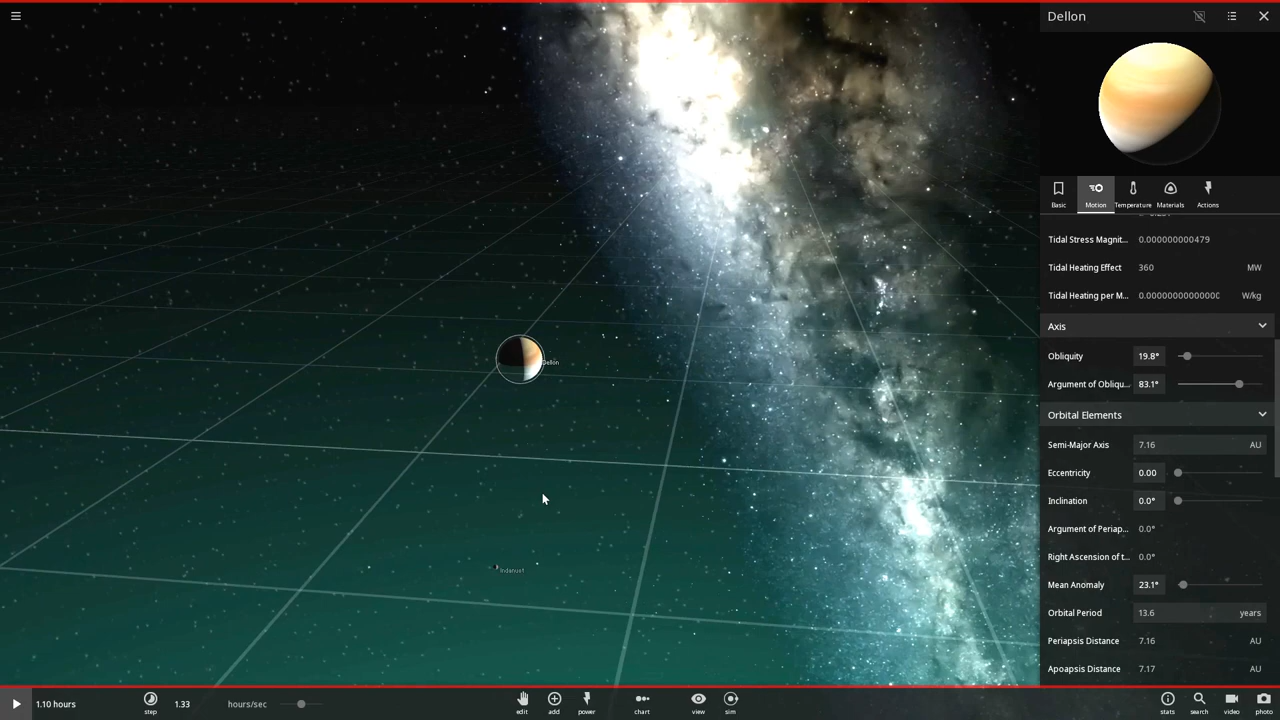 Dellon
Basic Motion Temperature Materials Actions
Tidal Stress Magnit... 0.000000000479
Tidal Heating Effect 360 MW
Tidal Heating per M... W/kg
Axis
Obliquity 19.8°
Argument of Obliqu... 83.1°
Orbital Elements
Semi-Major Axis 7.16 AU
Eccentricity 0.00
Inclination 0.0°
Argument of Periap... 0.0°
Right Ascension of t... 0.0°
Mean Anomaly 23.1°
Orbital Period 13.6 years
Periapsis Distance 7.16 AU
Apoapsis Distance 7.17 AU
Dellon
1.10 hours step 1.33 hours/sec edit add power chart view sim stats search video photo